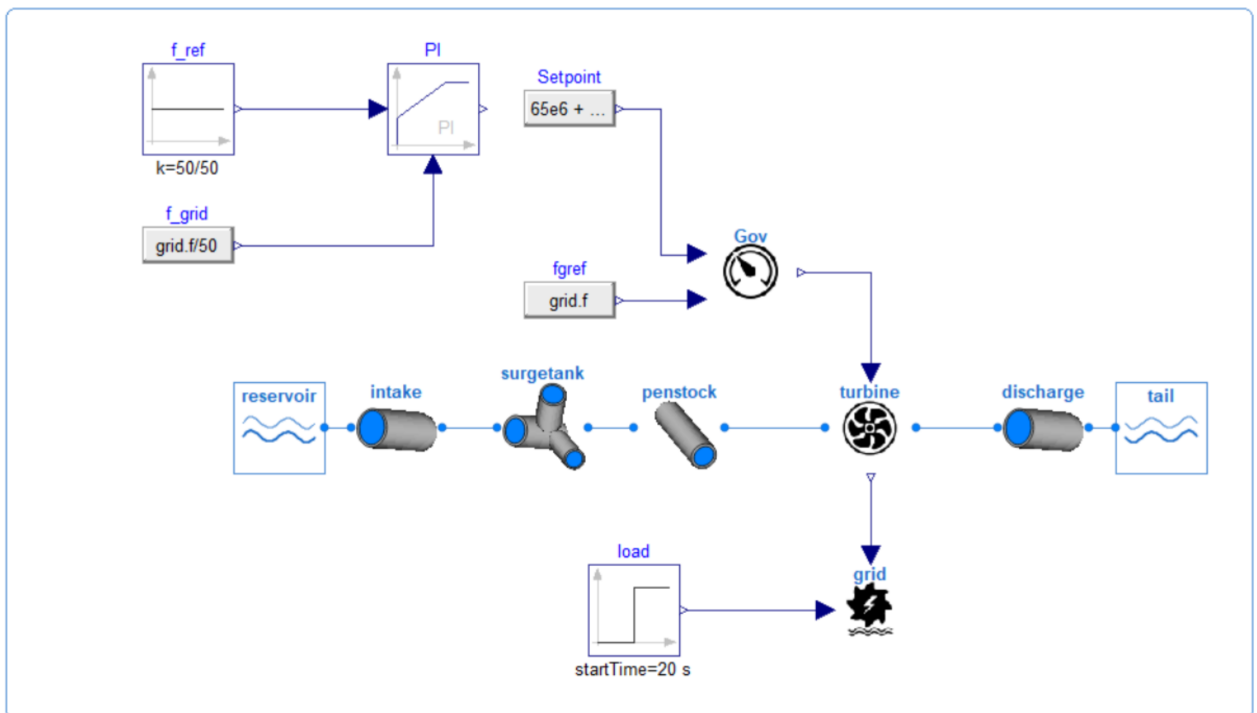 f_ref
PI
PI
k=50/50
f_grid
grid.f/50
Setpoint
65e6 + ...
Gov
fgref
grid.f
reservoir
intake
surgetank
penstock
turbine
discharge
tail
load
startTime=20 s
grid